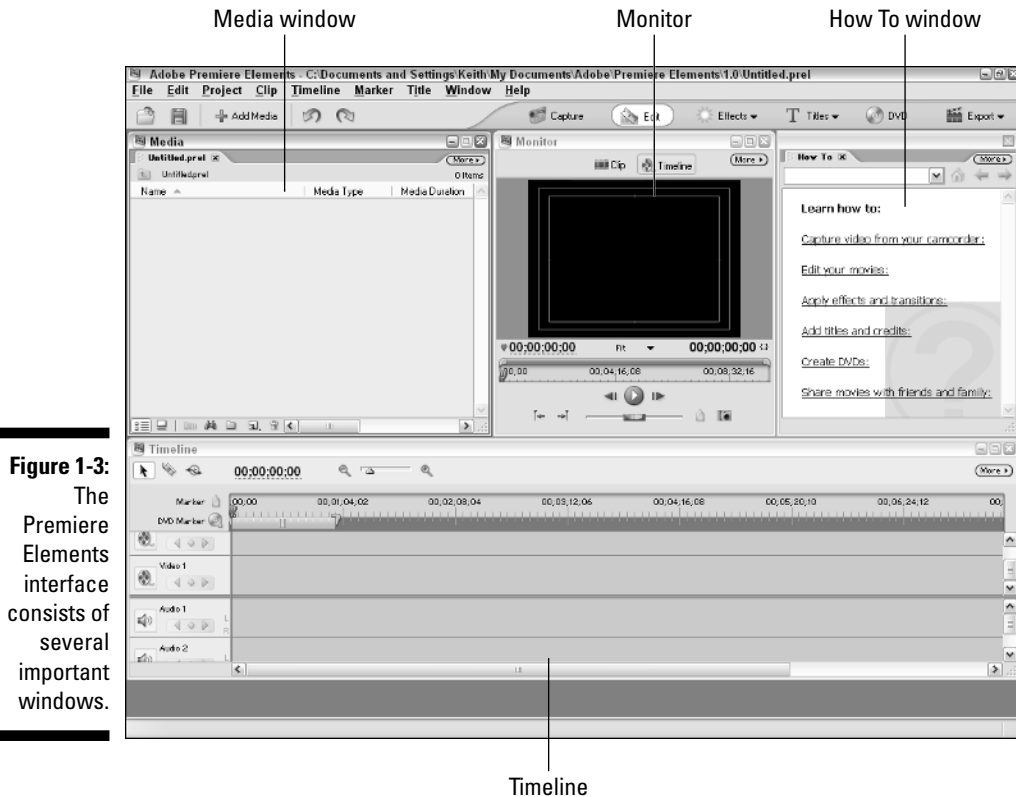 Media window
Monitor
How To window
Adobe Premiere Elements - C:\Documents and Settings\Keith\My Documents\Adobe\Premiere Elements\1.0\Untitled.prel
File Edit Project Clip Timeline Marker Title Window Help
Add Media
Capture
Edit
Effects
Titles
DVD
Export
Media
Untitled.prel
More
Untitled.prel
0 Items
Name
Media Type
Media Duration
Monitor
Clip
Timeline
More
00;00;00;00
Fit
00;00;00;00
00;00
00;04;16;08
00;08;32;16
How To
More
Learn how to:
Capture video from your camcorder:
Edit your movies:
Apply effects and transitions:
Add titles and credits:
Create DVDs:
Share movies with friends and family:
Timeline
00;00;00;00
More
Marker
00;00
00;01;04;02
00;02;08;04
00;03;12;06
00;04;16;08
00;05;20;10
00;06;24;12
00;
DVD Marker
Video 1
Audio 1
L
R
Audio 2
L
Figure 1-3:
The
Premiere
Elements
interface
consists of
several
important
windows.
Timeline